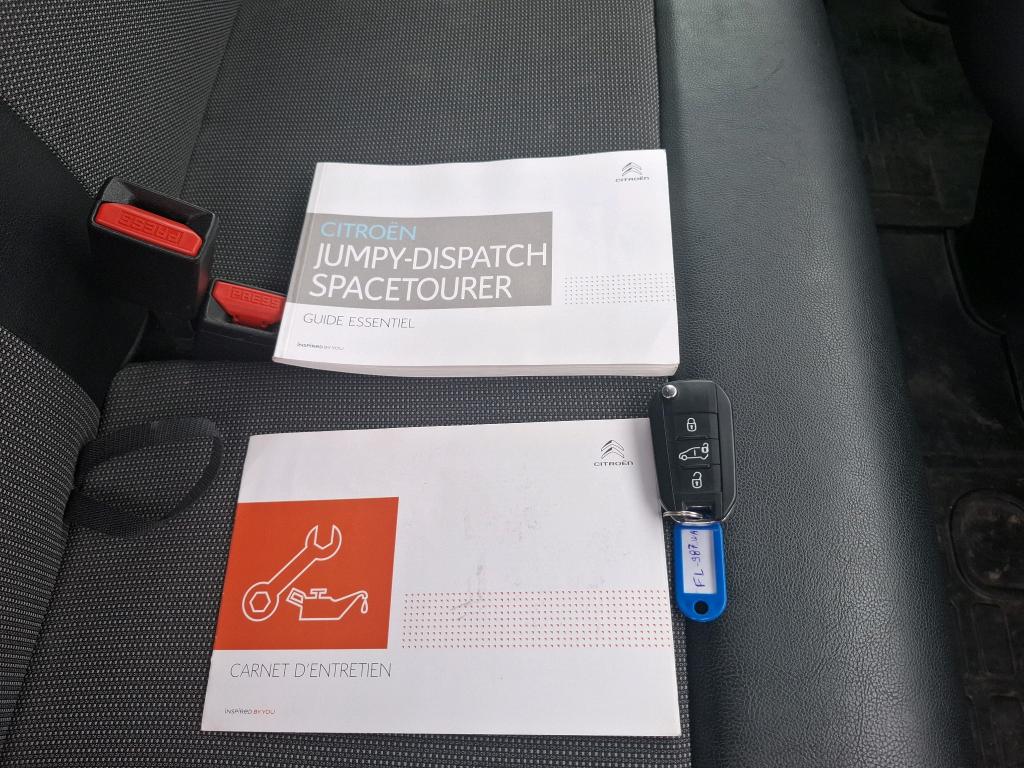 CITROËN
CITROËN
JUMPY-DISPATCH
SPACETOURER
GUIDE ESSENTIEL
INSPIRED BY YOU
PRESS
PRESS
CITROËN
CARNET D'ENTRETIEN
INSPIRED BY YOU